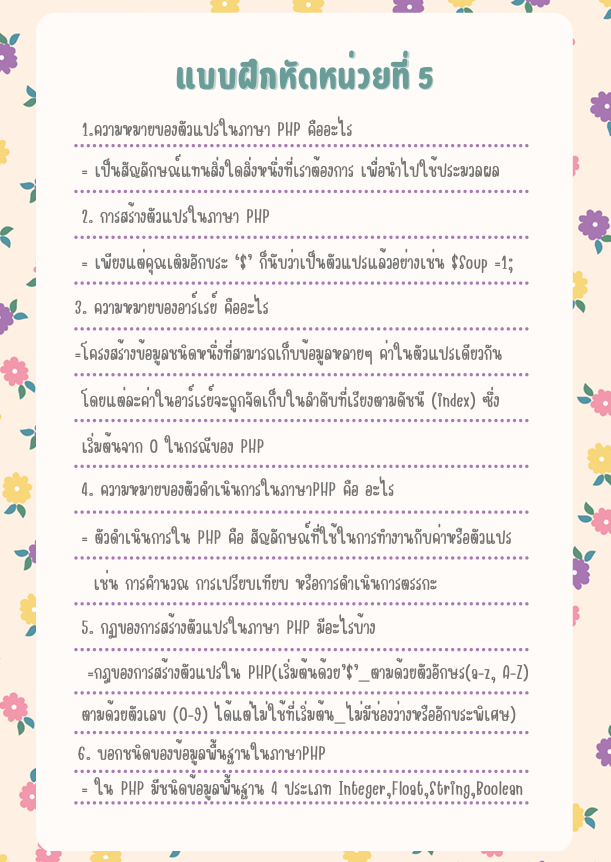 แบบฝึกหัดหน่วยที่ 5
1.ความหมายของตัวแปรในภาษา PHP คืออะไร
= เป็นสัญลักษณ์แทนสิ่งใดสิ่งหนึ่งที่เราต้องการ เพื่อนำไปใช้ประมวลผล
2. การสร้างตัวแปรในภาษา PHP
= เพียงแต่คุณเติมอักขระ ‘$’ ก็นับว่าเป็นตัวแปรแล้วอย่างเช่น $Soup =1;
3. ความหมายของอาร์เรย์ คืออะไร
=โครงสร้างข้อมูลชนิดหนึ่งที่สามารถเก็บข้อมูลหลายๆ ค่าในตัวแปรเดียวกัน
โดยแต่ละค่าในอาร์เรย์จะถูกจัดเก็บในลำดับที่เรียงตามดัชนี (index) ซึ่ง
เริ่มต้นจาก 0 ในกรณีของ PHP
4. ความหมายของตัวดำเนินการในภาษาPHP คือ อะไร
= ตัวดำเนินการใน PHP คือ สัญลักษณ์ที่ใช้ในการทำงานกับค่าหรือตัวแปร
เช่น การคำนวณ การเปรียบเทียบ หรือการดำเนินการตรรกะ
5. กฎของการสร้างตัวแปรในภาษา PHP มีอะไรบ้าง
=กฎของการสร้างตัวแปรใน PHP(เริ่มต้นด้วย’$’_ตามด้วยตัวอักษร(a-z, A-Z)
ตามด้วยตัวเลข (0-9) ได้แต่ไม่ใช้ที่เริ่มต้น_ไม่มีช่องว่างหรืออักขระพิเศษ)
6. บอกชนิดของข้อมูลพื้นฐานในภาษาPHP
= ใน PHP มีชนิดข้อมูลพื้นฐาน 4 ประเภท Integer,Float,String,Boolean